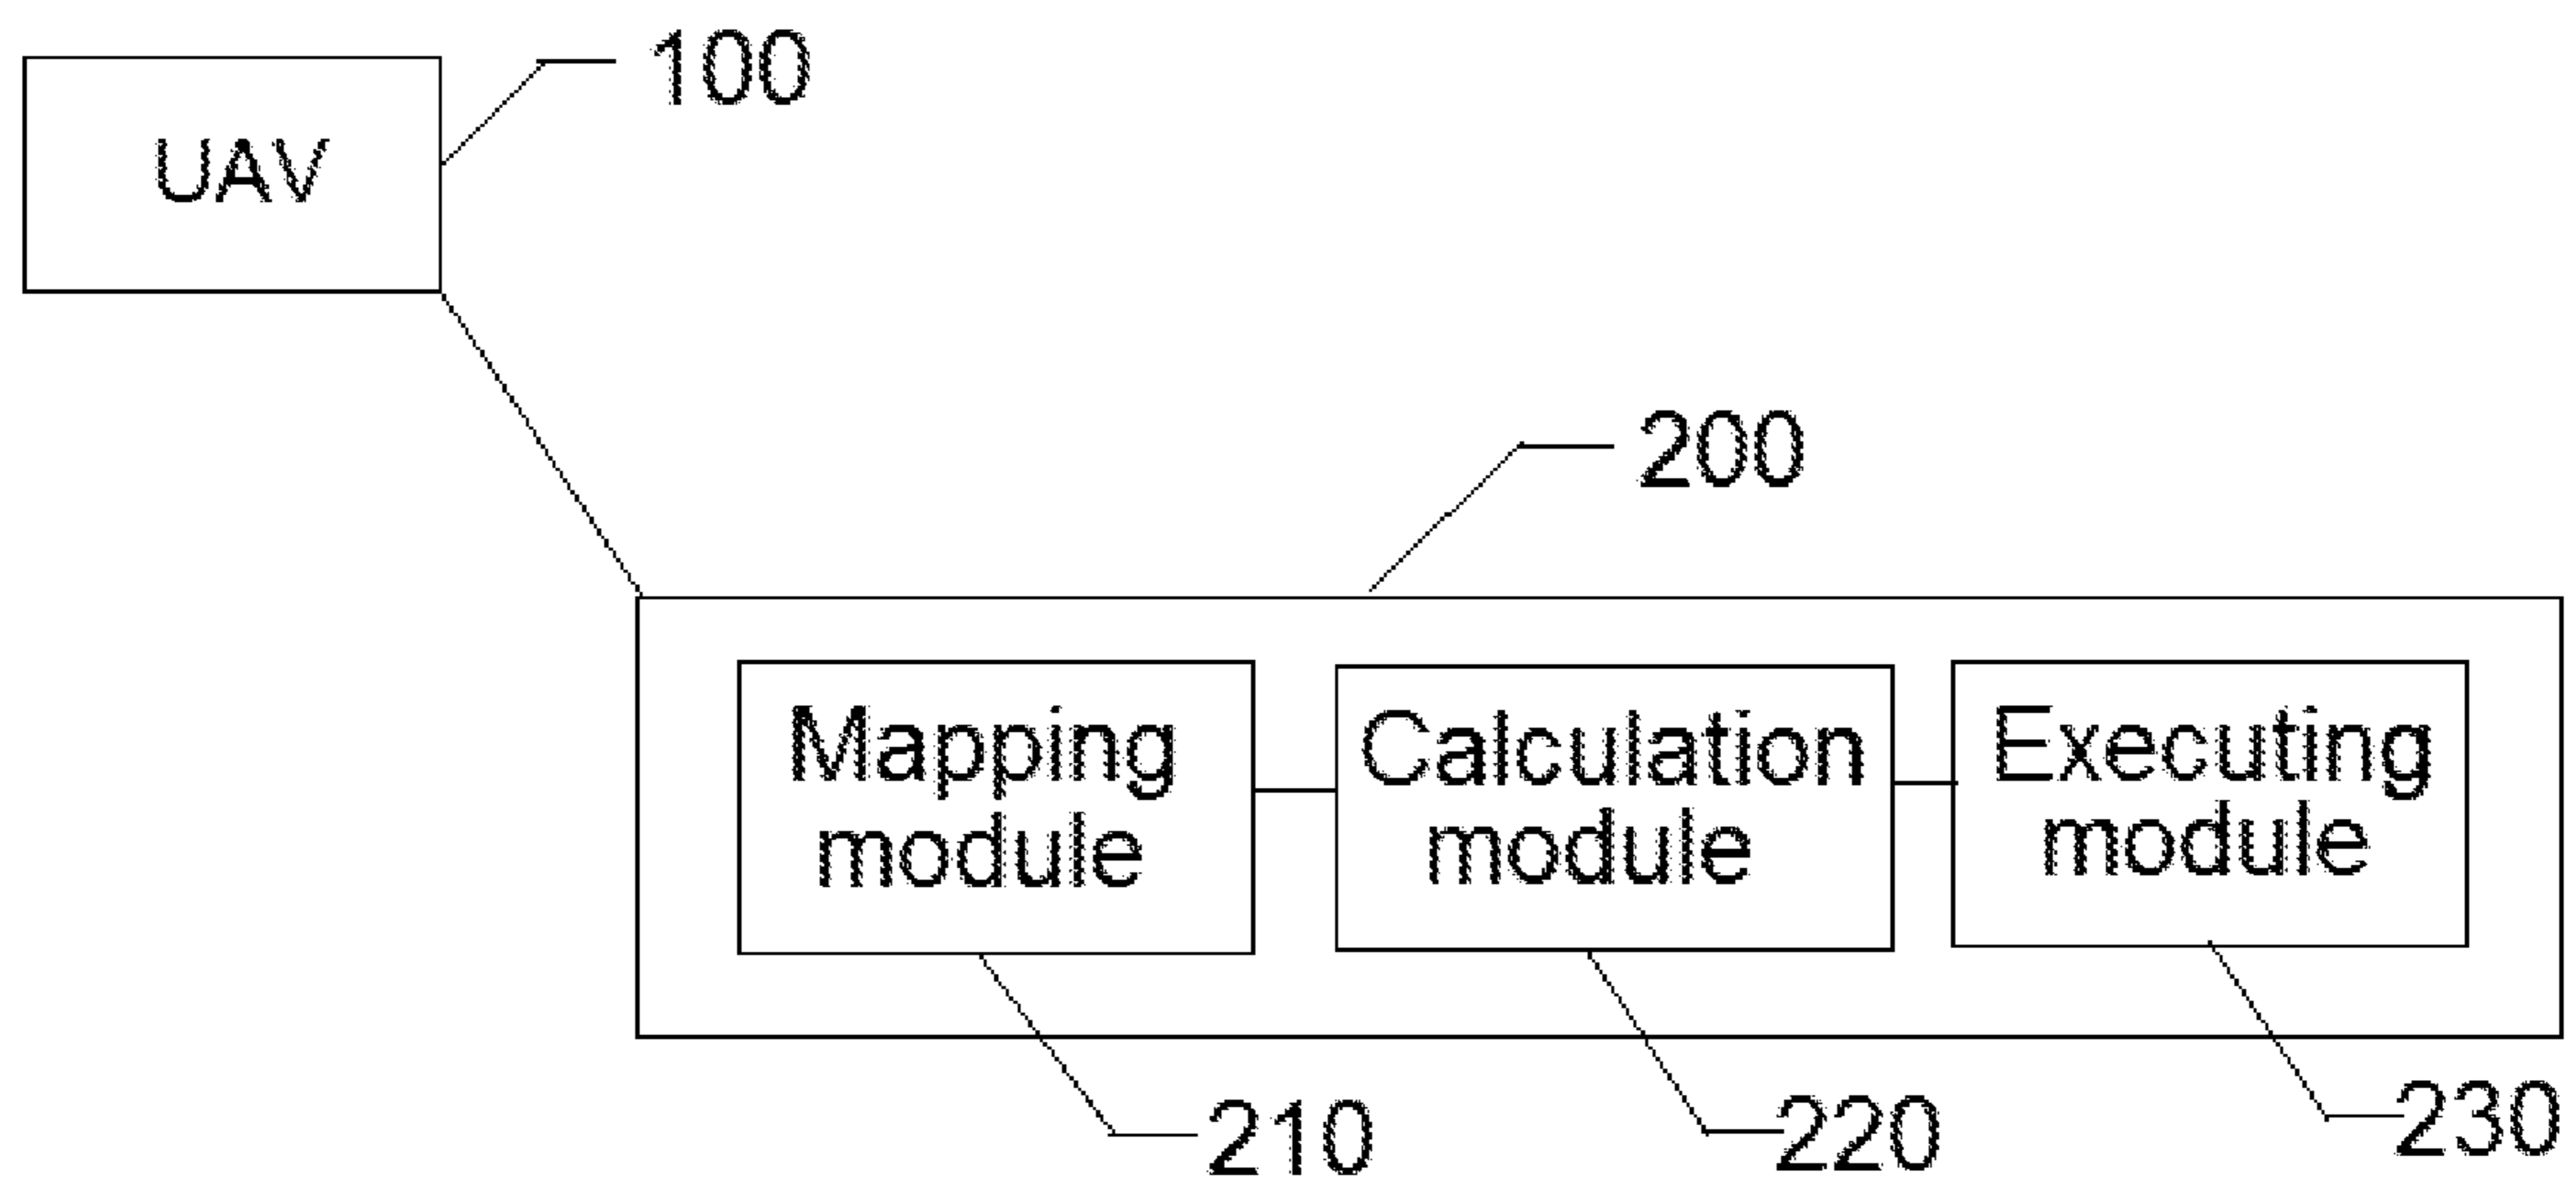 100
UAV
200
Mapping
module
Calculation
module
Executing
module
210
220
230